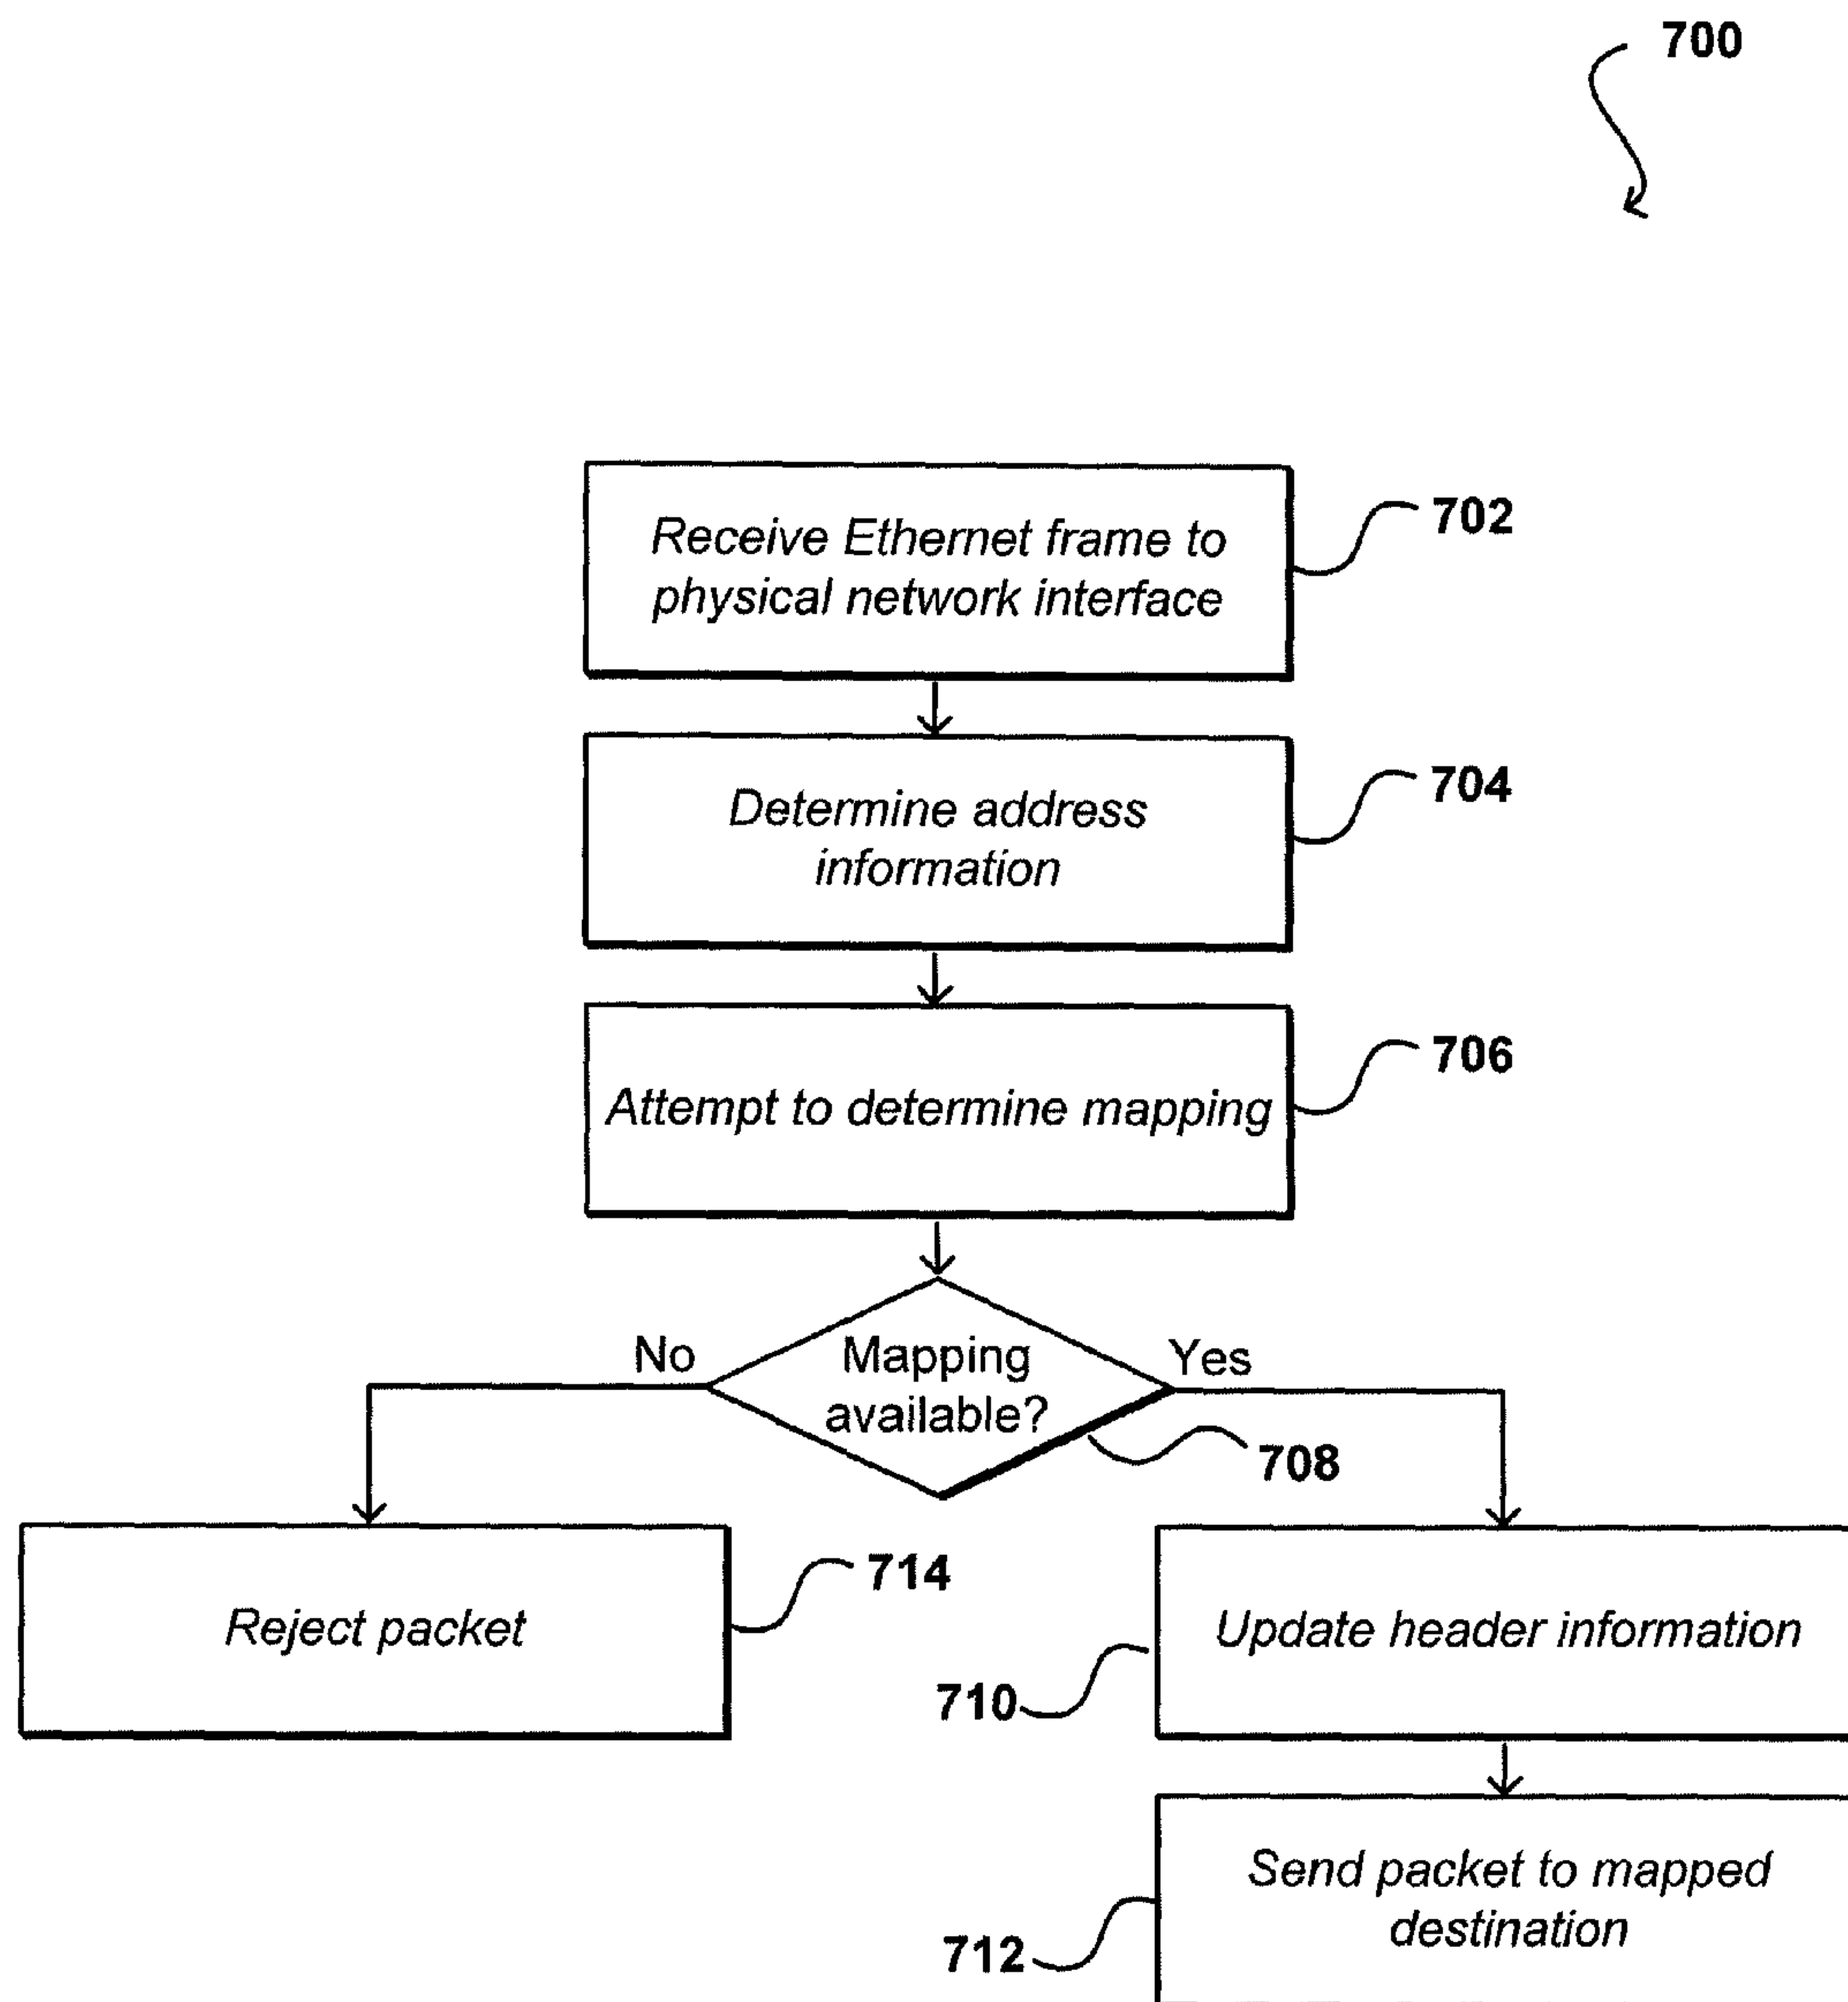 700
Receive Ethernet frame to
physical network interface
702
Determine address
information
704
Attempt to determine mapping
706
No
Mapping
available?
Yes
708
Reject packet
714
Update header information
710
Send packet to mapped
destination
712